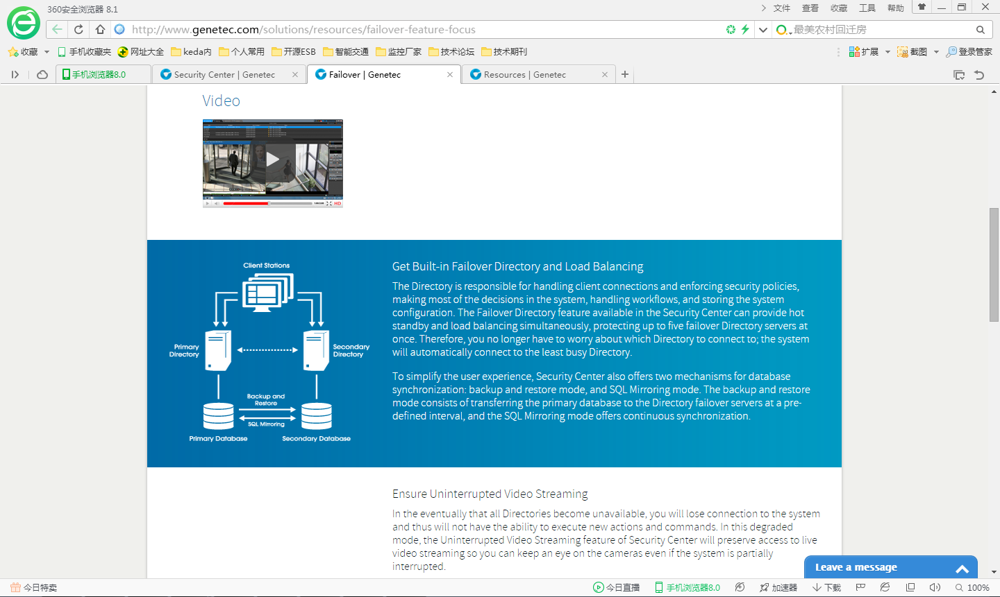 360安全浏览器 8.1
文件 查看 收藏 工具 帮助
http://www.genetec.com/solutions/resources/failover-feature-focus
最美农村回迁房
收藏 手机收藏夹 网址大全 keda内 个人常用 开源ESB 智能交通 监控厂家 技术论坛 技术期刊
扩展 截图 登录管家
手机浏览器8.0
Security Center | Genetec
Failover | Genetec
Resources | Genetec
Video
HD
Client Stations
Primary
Directory
Secondary
Directory
Backup and
Restore
SQL Mirroring
Primary Database
Secondary Database
Get Built-in Failover Directory and Load Balancing
The Directory is responsible for handling client connections and enforcing security policies,
making most of the decisions in the system, handling workflows, and storing the system
configuration. The Failover Directory feature available in the Security Center can provide hot
standby and load balancing simultaneously, protecting up to five failover Directory servers at
once. Therefore, you no longer have to worry about which Directory to connect to; the system
will automatically connect to the least busy Directory.
To simplify the user experience, Security Center also offers two mechanisms for database
synchronization: backup and restore mode, and SQL Mirroring mode. The backup and restore
mode consists of transferring the primary database to the Directory failover servers at a pre-
defined interval, and the SQL Mirroring mode offers continuous synchronization.
Ensure Uninterrupted Video Streaming
In the eventually that all Directories become unavailable, you will lose connection to the system
and thus will not have the ability to execute new actions and commands. In this degraded
mode, the Uninterrupted Video Streaming feature of Security Center will preserve access to live
video streaming so you can keep an eye on the cameras even if the system is partially
interrupted.
Leave a message
今日特卖
今日直播 手机浏览器8.0 加速器 下载 100%